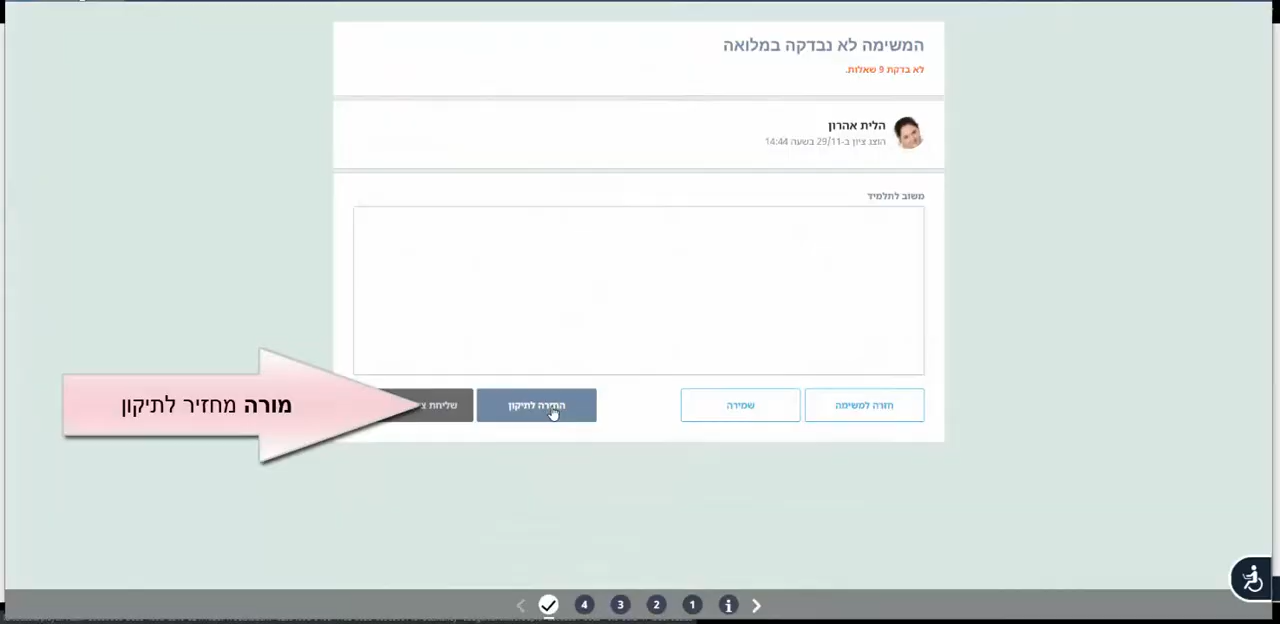 המשימה לא נבדקה במלואה
לא בדקת 9 שאלות.
הלית אהרון
הוצג ציון ב-29/11 בשעה 14:44
משוב לתלמיד
חזרה למשימה
שמירה
החזרה לתיקון
שליחת
מורה מחזיר לתיקון
1
2
3
4